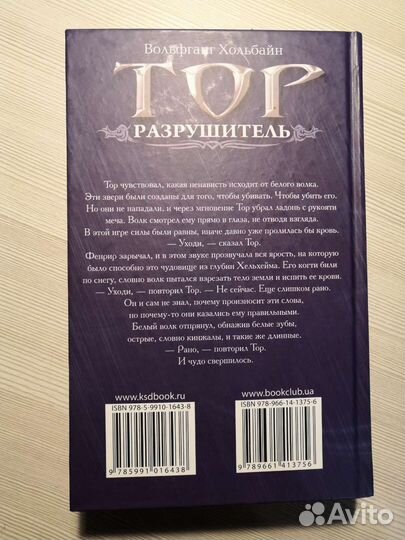 Вольфганг Хольбайн
ТОР
РАЗРУШИТЕЛЬ
Тор чувствовал, какая ненависть исходит от белого волка.
Эти звери были созданы для того, чтобы убивать. Чтобы убить его.
Но они не нападали, и через мгновение Тор убрал ладонь с рукояти
меча. Волк смотрел ему прямо в глаза, не отводя взгляда.
В этой игре силы были равны, иначе давно уже пролилась бы кровь.
— Уходи, — сказал Тор.
Фенрир зарычал, и в этом звуке прозвучала вся ярость, на которую
было способно это чудовище из глубин Хельхейма. Его когти били
по снегу, словно волк пытался взрезать тело земли и испить ее крови.
— Уходи, — повторил Тор. — Не сейчас. Еще слишком рано.
Он и сам не знал, почему произносит эти слова,
но почему-то они казались ему правильными.
Белый волк отпрянул, обнажив белые зубы,
острые, словно кинжалы, и такие же длинные.
— Рано, — повторил Тор.
И чудо свершилось.
www.ksdbook.ru
ISBN 978-5-9910-1643-8
9 785991 016438
www.bookclub.ua
ISBN 978-966-14-1375-6
9 789661 413756
Avito